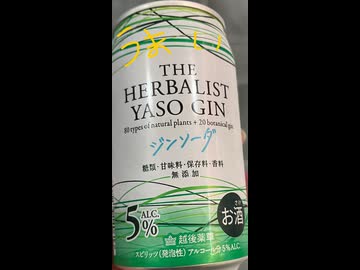 うまい
THE
HERBALIST
YASO GIN
80 types of natural plants + 20 botanical gin
ジンソーダ
糖類・甘味料・保存料・香料
無添加
5% ALC.
お酒
越後薬草
スピリッツ(発泡性) アルコール分5%ALC.